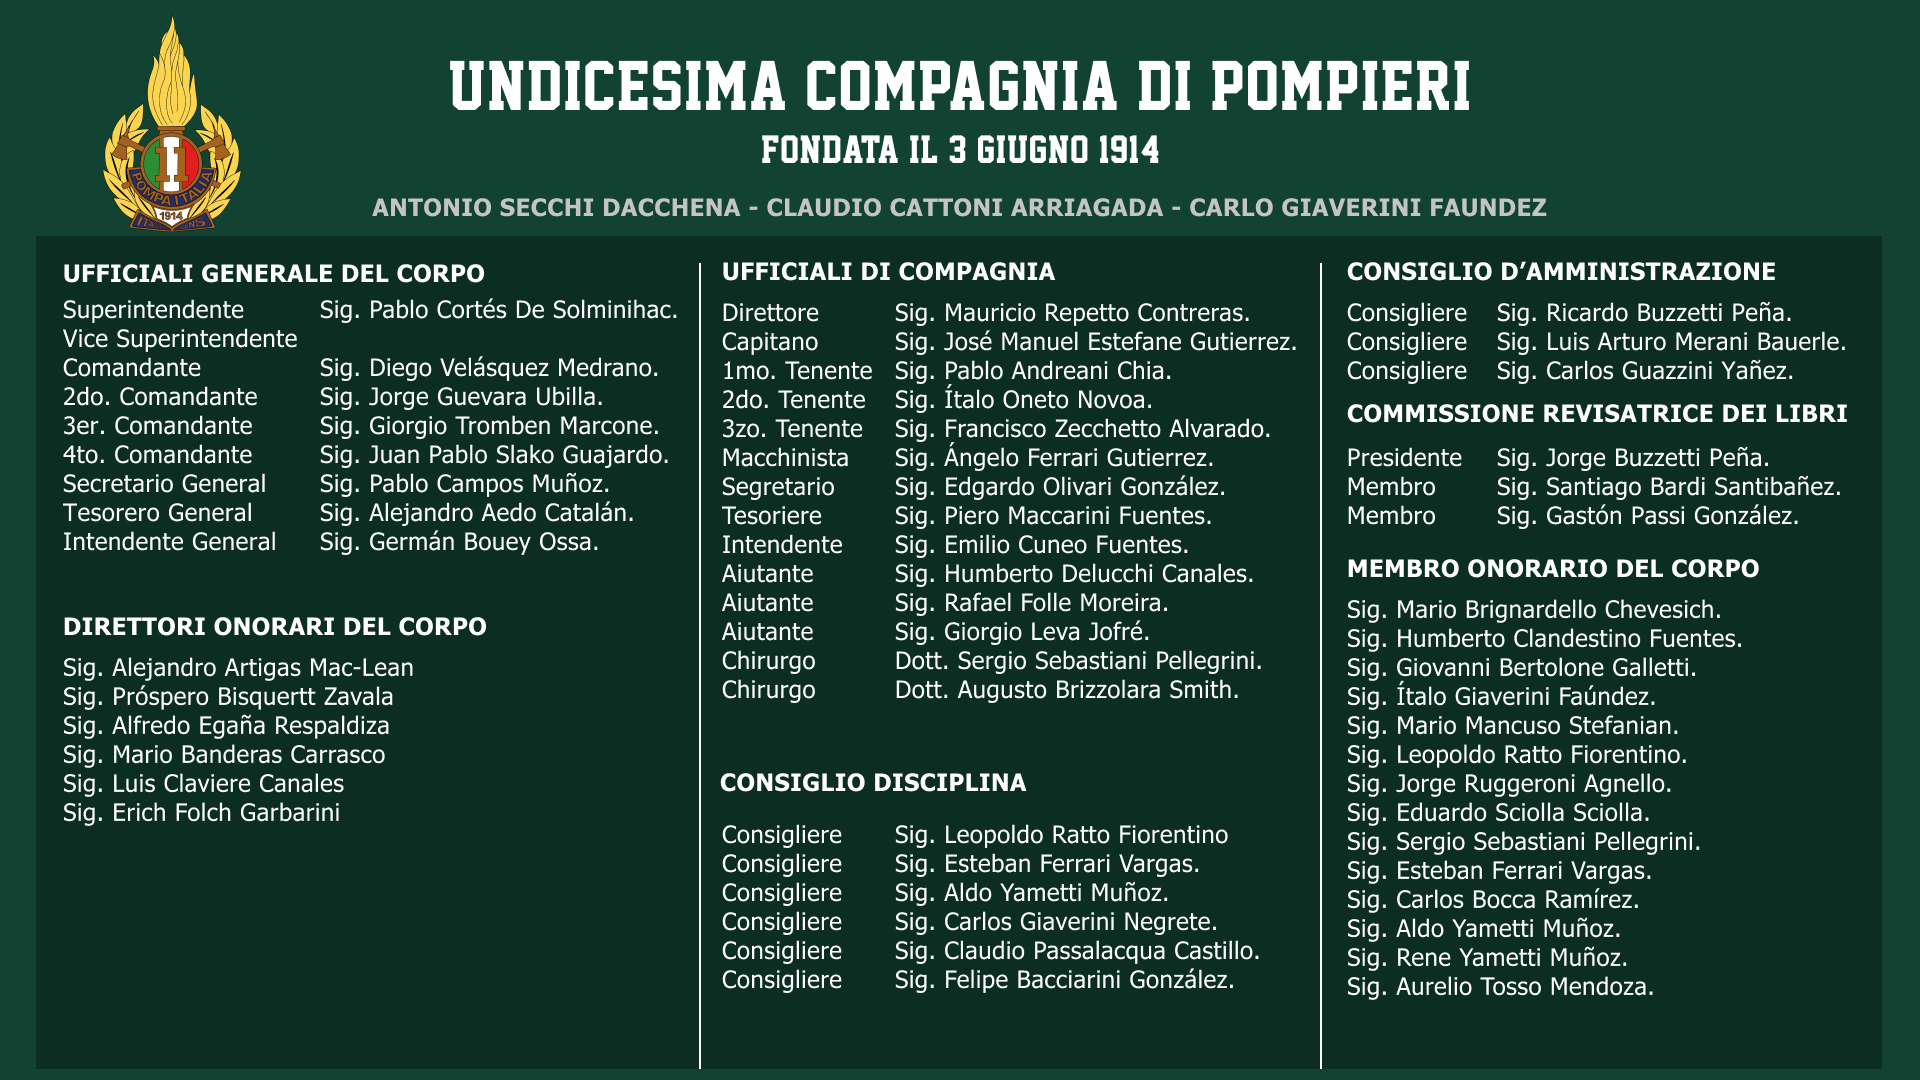 UNDICESIMA COMPAGNIA DI POMPIERI
FONDATA IL 3 GIUGNO 1914
ANTONIO SECCHI DACCHENA - CLAUDIO CATTONI ARRIAGADA - CARLO GIAVERINI FAUNDEZ
11
POMPA ITALIA
1914
UFFICIALI GENERALE DEL CORPO
Superintendente Sig. Pablo Cortés De Solminihac.
Vice Superintendente
Comandante Sig. Diego Velásquez Medrano.
2do. Comandante Sig. Jorge Guevara Ubilla.
3er. Comandante Sig. Giorgio Tromben Marcone.
4to. Comandante Sig. Juan Pablo Slako Guajardo.
Secretario General Sig. Pablo Campos Muñoz.
Tesorero General Sig. Alejandro Aedo Catalán.
Intendente General Sig. Germán Bouey Ossa.
DIRETTORI ONORARI DEL CORPO
Sig. Alejandro Artigas Mac-Lean
Sig. Próspero Bisquertt Zavala
Sig. Alfredo Egaña Respaldiza
Sig. Mario Banderas Carrasco
Sig. Luis Claviere Canales
Sig. Erich Folch Garbarini
UFFICIALI DI COMPAGNIA
Direttore Sig. Mauricio Repetto Contreras.
Capitano Sig. José Manuel Estefane Gutierrez.
1mo. Tenente Sig. Pablo Andreani Chia.
2do. Tenente Sig. Ítalo Oneto Novoa.
3zo. Tenente Sig. Francisco Zecchetto Alvarado.
Macchinista Sig. Ángelo Ferrari Gutierrez.
Segretario Sig. Edgardo Olivari González.
Tesoriere Sig. Piero Maccarini Fuentes.
Intendente Sig. Emilio Cuneo Fuentes.
Aiutante Sig. Humberto Delucchi Canales.
Aiutante Sig. Rafael Folle Moreira.
Aiutante Sig. Giorgio Leva Jofré.
Chirurgo Dott. Sergio Sebastiani Pellegrini.
Chirurgo Dott. Augusto Brizzolara Smith.
CONSIGLIO DISCIPLINA
Consigliere Sig. Leopoldo Ratto Fiorentino
Consigliere Sig. Esteban Ferrari Vargas.
Consigliere Sig. Aldo Yametti Muñoz.
Consigliere Sig. Carlos Giaverini Negrete.
Consigliere Sig. Claudio Passalacqua Castillo.
Consigliere Sig. Felipe Bacciarini González.
CONSIGLIO D’AMMINISTRAZIONE
Consigliere Sig. Ricardo Buzzetti Peña.
Consigliere Sig. Luis Arturo Merani Bauerle.
Consigliere Sig. Carlos Guazzini Yañez.
COMMISSIONE REVISATRICE DEI LIBRI
Presidente Sig. Jorge Buzzetti Peña.
Membro Sig. Santiago Bardi Santibañez.
Membro Sig. Gastón Passi González.
MEMBRO ONORARIO DEL CORPO
Sig. Mario Brignardello Chevesich.
Sig. Humberto Clandestino Fuentes.
Sig. Giovanni Bertolone Galletti.
Sig. Ítalo Giaverini Faúndez.
Sig. Mario Mancuso Stefanian.
Sig. Leopoldo Ratto Fiorentino.
Sig. Jorge Ruggeroni Agnello.
Sig. Eduardo Sciolla Sciolla.
Sig. Sergio Sebastiani Pellegrini.
Sig. Esteban Ferrari Vargas.
Sig. Carlos Bocca Ramírez.
Sig. Aldo Yametti Muñoz.
Sig. Rene Yametti Muñoz.
Sig. Aurelio Tosso Mendoza.